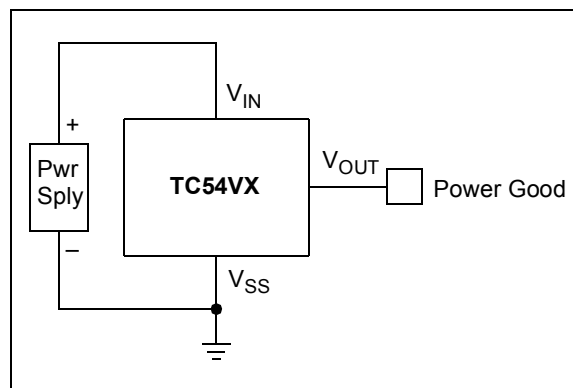 V_IN
+
Pwr
Sply
–
TC54VX
V_OUT
Power Good
V_SS